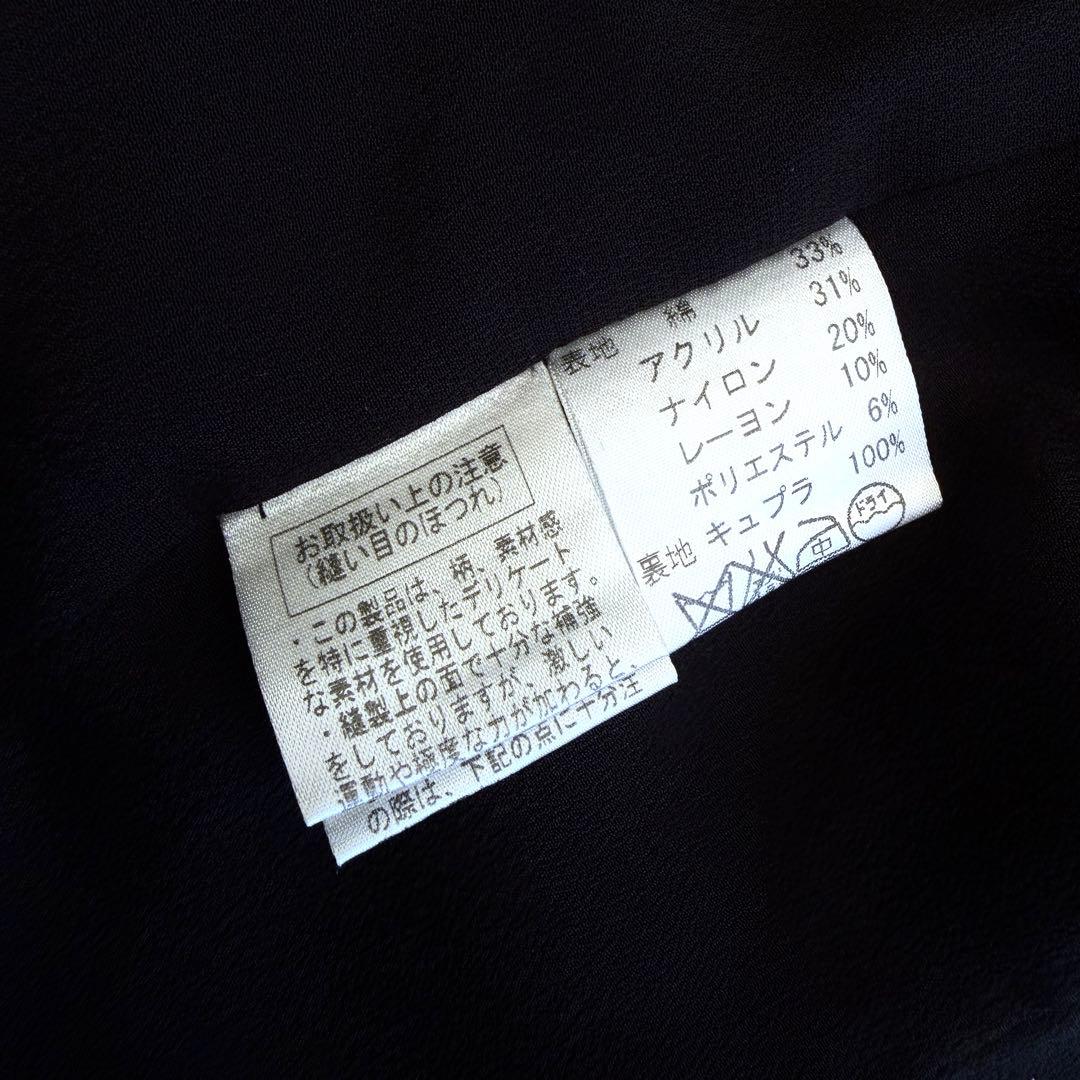 お取扱い上の注意
(縫い目のほつれ)
・この製品は、柄、素材感
を特に重視したデリケート
な素材を使用しております。
・縫製上の面で十分な補強
をしておりますが、激しい
運動や極度な力が加わると、
の際は、下記の点に十分注
表地 綿 33%
アクリル 31%
ナイロン 20%
レーヨン 10%
ポリエステル 6%
裏地 キュプラ 100%
中 ドライ